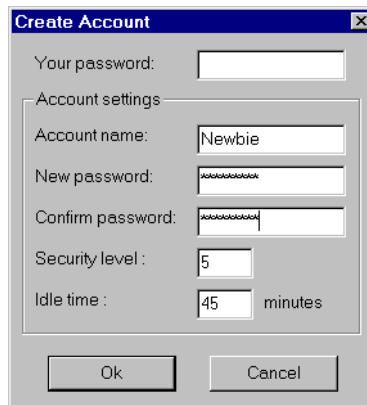 Create Account
Your password:
Account settings
Account name: Newbie
New password: *********
Confirm password: *********
Security level : 5
Idle time : 45 minutes
Ok Cancel